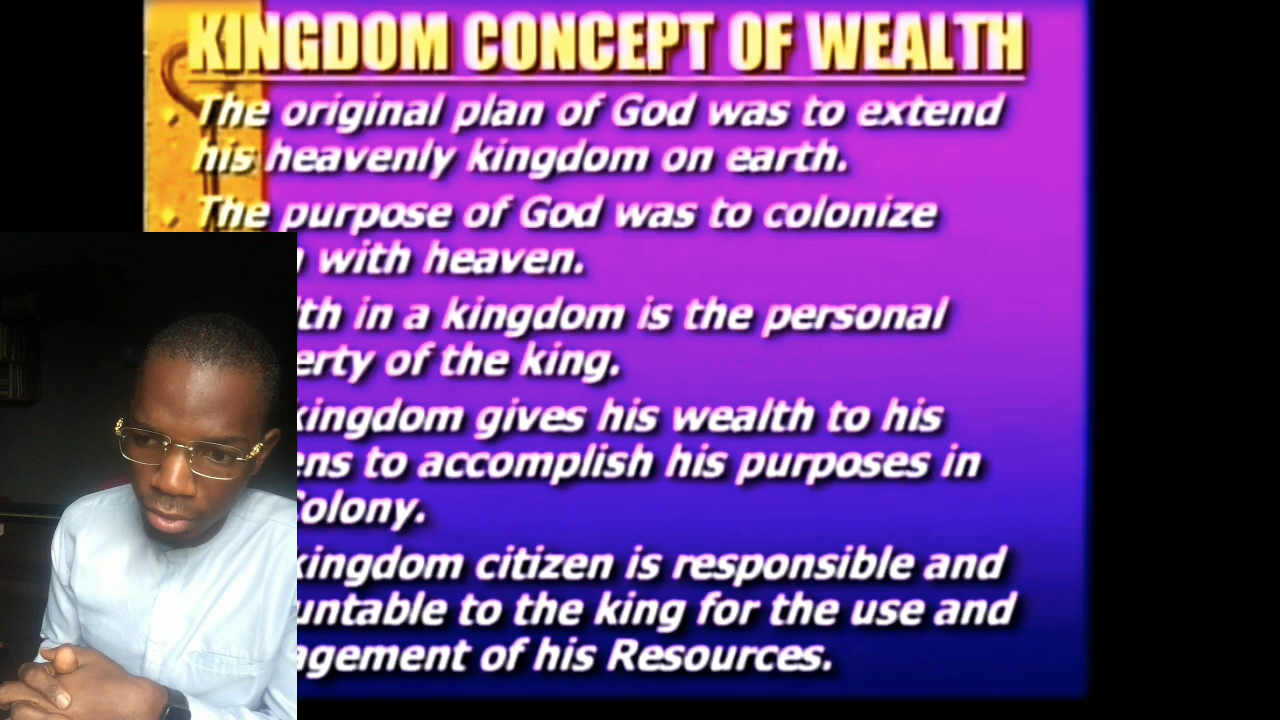 KINGDOM CONCEPT OF WEALTH
The original plan of God was to extend
his heavenly kingdom on earth.
The purpose of God was to colonize
with heaven.
in a kingdom is the personal
of the king.
kingdom gives his wealth to his
to accomplish his purposes in
Colony.
kingdom citizen is responsible and
to the king for the use and
of his Resources.